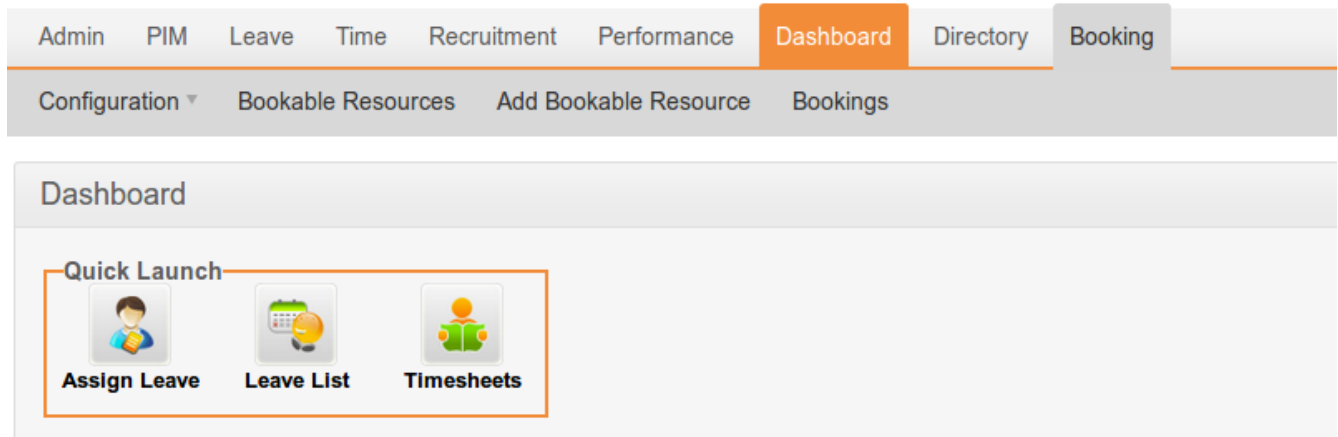 Admin PIM Leave Time Recruitment Performance Dashboard Directory Booking
Configuration Bookable Resources Add Bookable Resource Bookings
Dashboard
Quick Launch
Assign Leave Leave List Timesheets